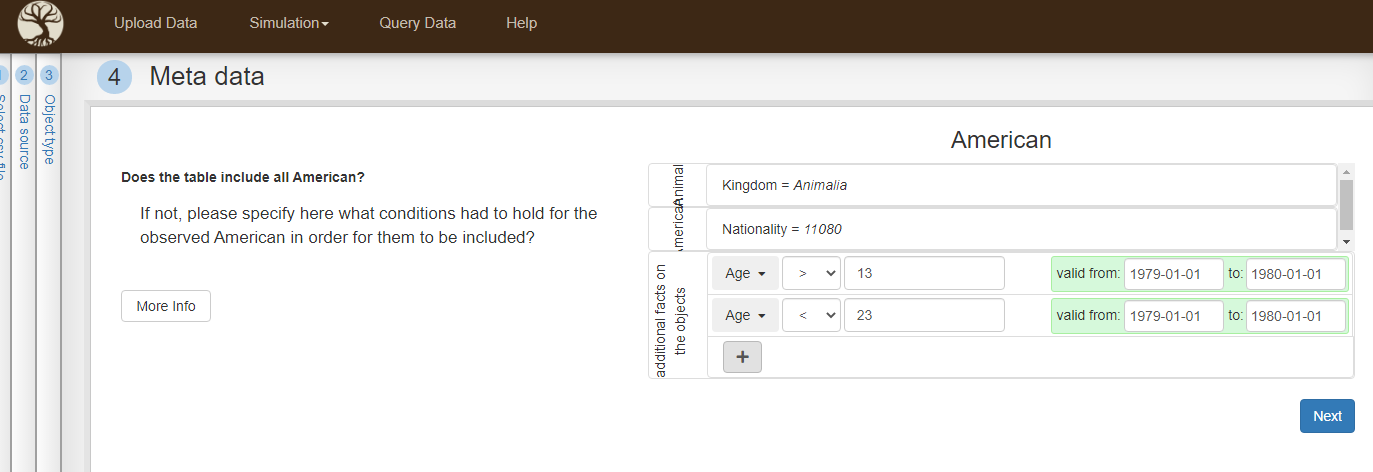 Upload Data Simulation Query Data Help
2 Data source
3 Object type
4 Meta data
American
Does the table include all American?
If not, please specify here what conditions had to hold for the
observed American in order for them to be included?
More Info
Animal
Kingdom = Animalia
American
Nationality = 11080
additional facts on
the objects
Age > 13 valid from: 1979-01-01 to: 1980-01-01
Age < 23 valid from: 1979-01-01 to: 1980-01-01
+
Next